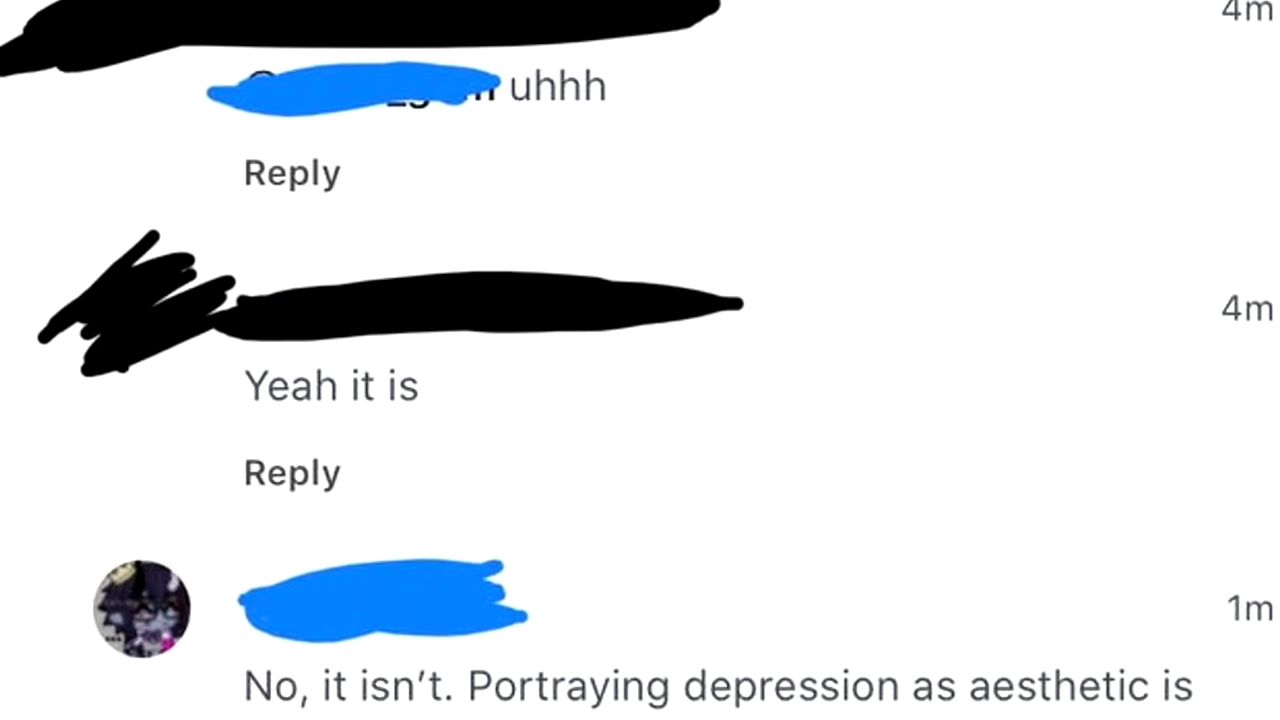 4m
uhhh
Reply
4m
Yeah it is
Reply
1m
No, it isn't. Portraying depression as aesthetic is